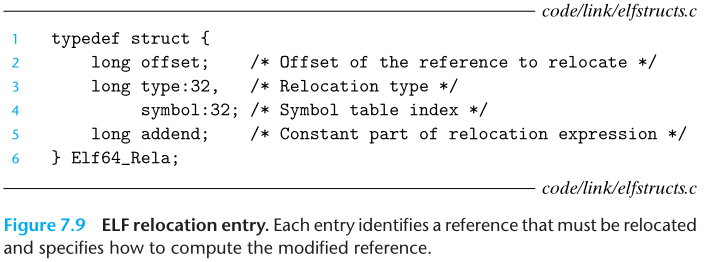 code/link/elfstructs.c
1 typedef struct {
2     long offset;    /* Offset of the reference to relocate */
3     long type:32,   /* Relocation type */
4          symbol:32; /* Symbol table index */
5     long addend;    /* Constant part of relocation expression */
6 } Elf64_Rela;
code/link/elfstructs.c
Figure 7.9 ELF relocation entry. Each entry identifies a reference that must be relocated
and specifies how to compute the modified reference.